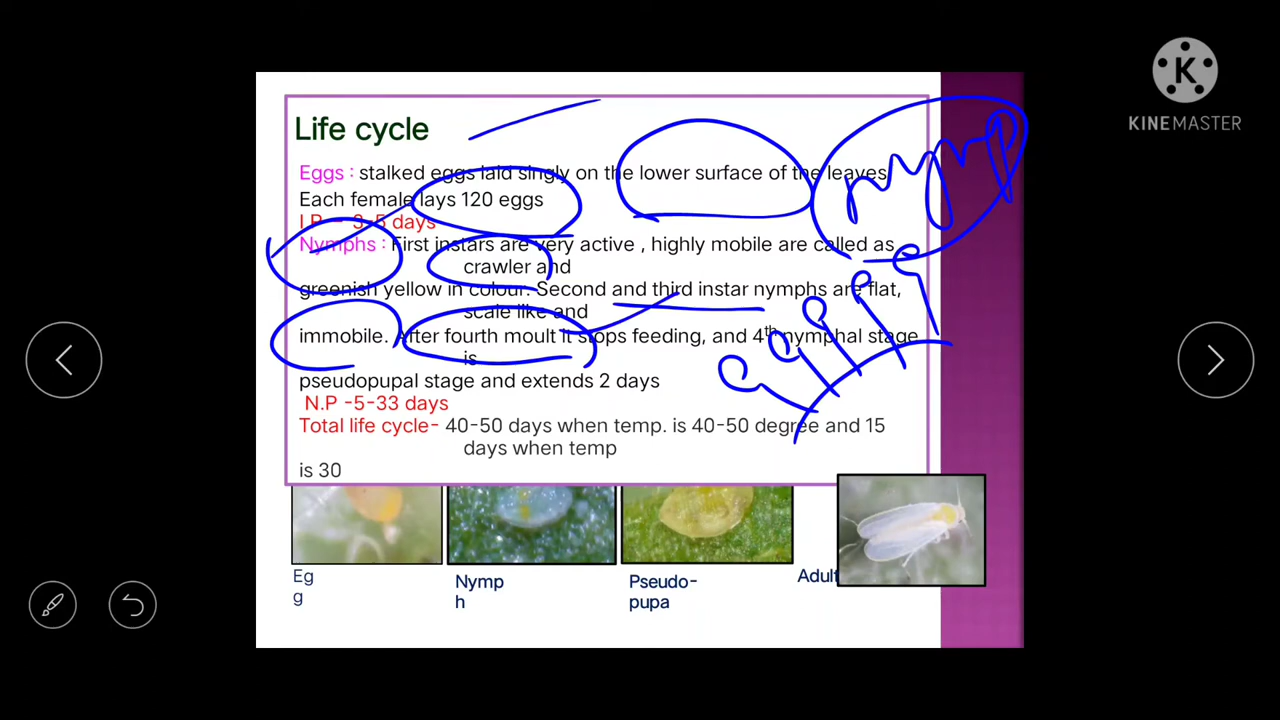 KINEMASTER
Life cycle
Eggs : stalked eggs laid singly on the lower surface of the leaves
Each female lays 120 eggs
I.P - 3-5 days
Nymphs : First instars are very active , highly mobile are called as
crawler and
greenish yellow in colour. Second and third instar nymphs are flat,
scale like and
immobile. After fourth moult it stops feeding, and 4th nymphal stage
is
pseudopupal stage and extends 2 days
N.P -5-33 days
Total life cycle- 40-50 days when temp. is 40-50 degree and 15
days when temp
is 30
nymp
Eg
g
Nymp
h
Pseudo-
pupa
Adult